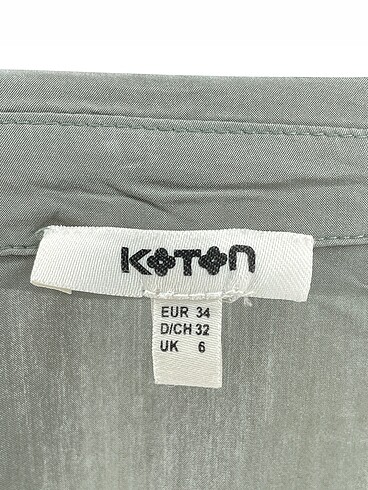 KOTON
EUR 34
D/CH 32
UK 6